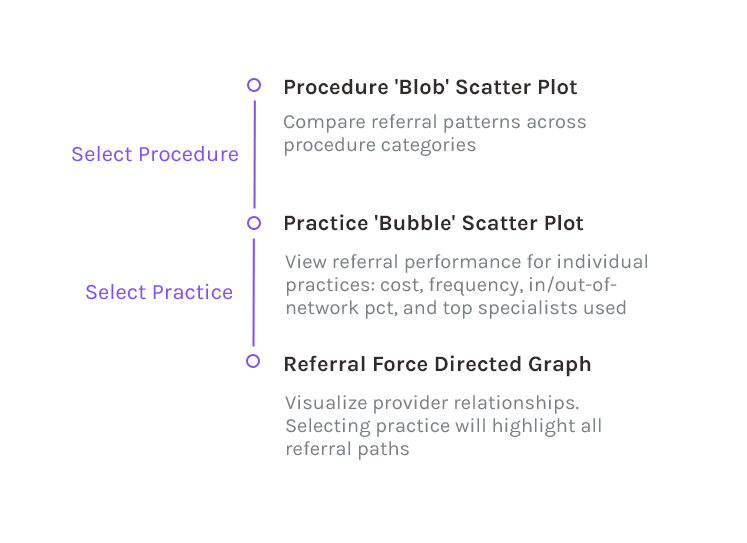 Procedure 'Blob' Scatter Plot
Compare referral patterns across
procedure categories
Select Procedure
Practice 'Bubble' Scatter Plot
View referral performance for individual
practices: cost, frequency, in/out-of-
network pct, and top specialists used
Select Practice
Referral Force Directed Graph
Visualize provider relationships.
Selecting practice will highlight all
referral paths